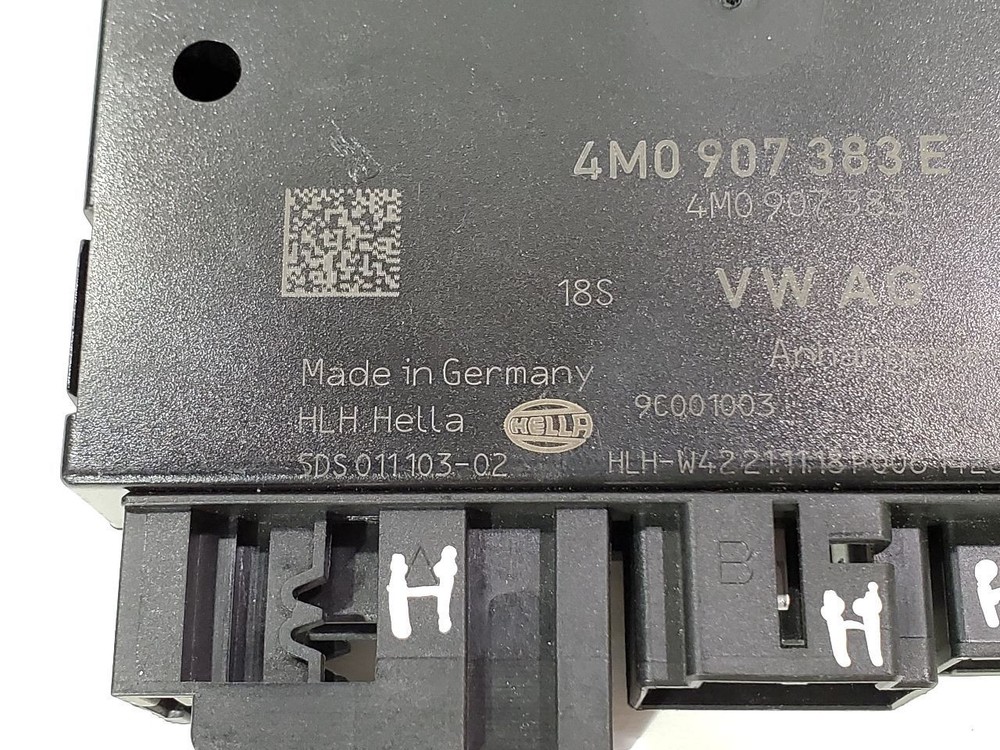 4M0 907 383 E
4M0 907 383
18S VW AG
Made in Germany
HLH Hella HELLA 9C001003
5DS 011 103-02
A B
H H